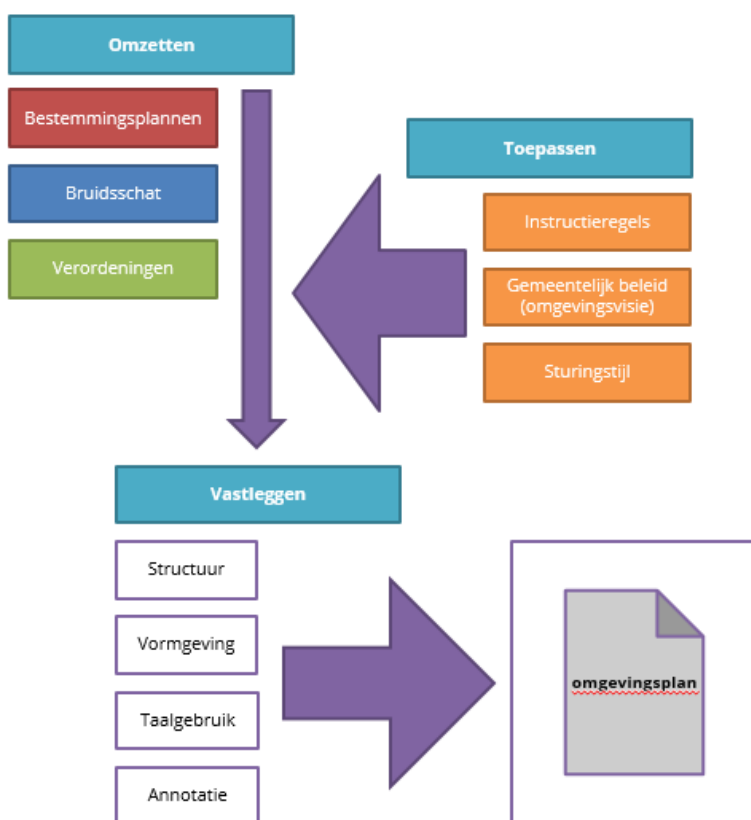 Omzetten
Bestemmingsplannen
Bruidsschat
Verordeningen
Toepassen
Instructieregels
Gemeentelijk beleid
(omgevingsvisie)
Sturingstijl
Vastleggen
Structuur
Vormgeving
Taalgebruik
Annotatie
omgevingsplan